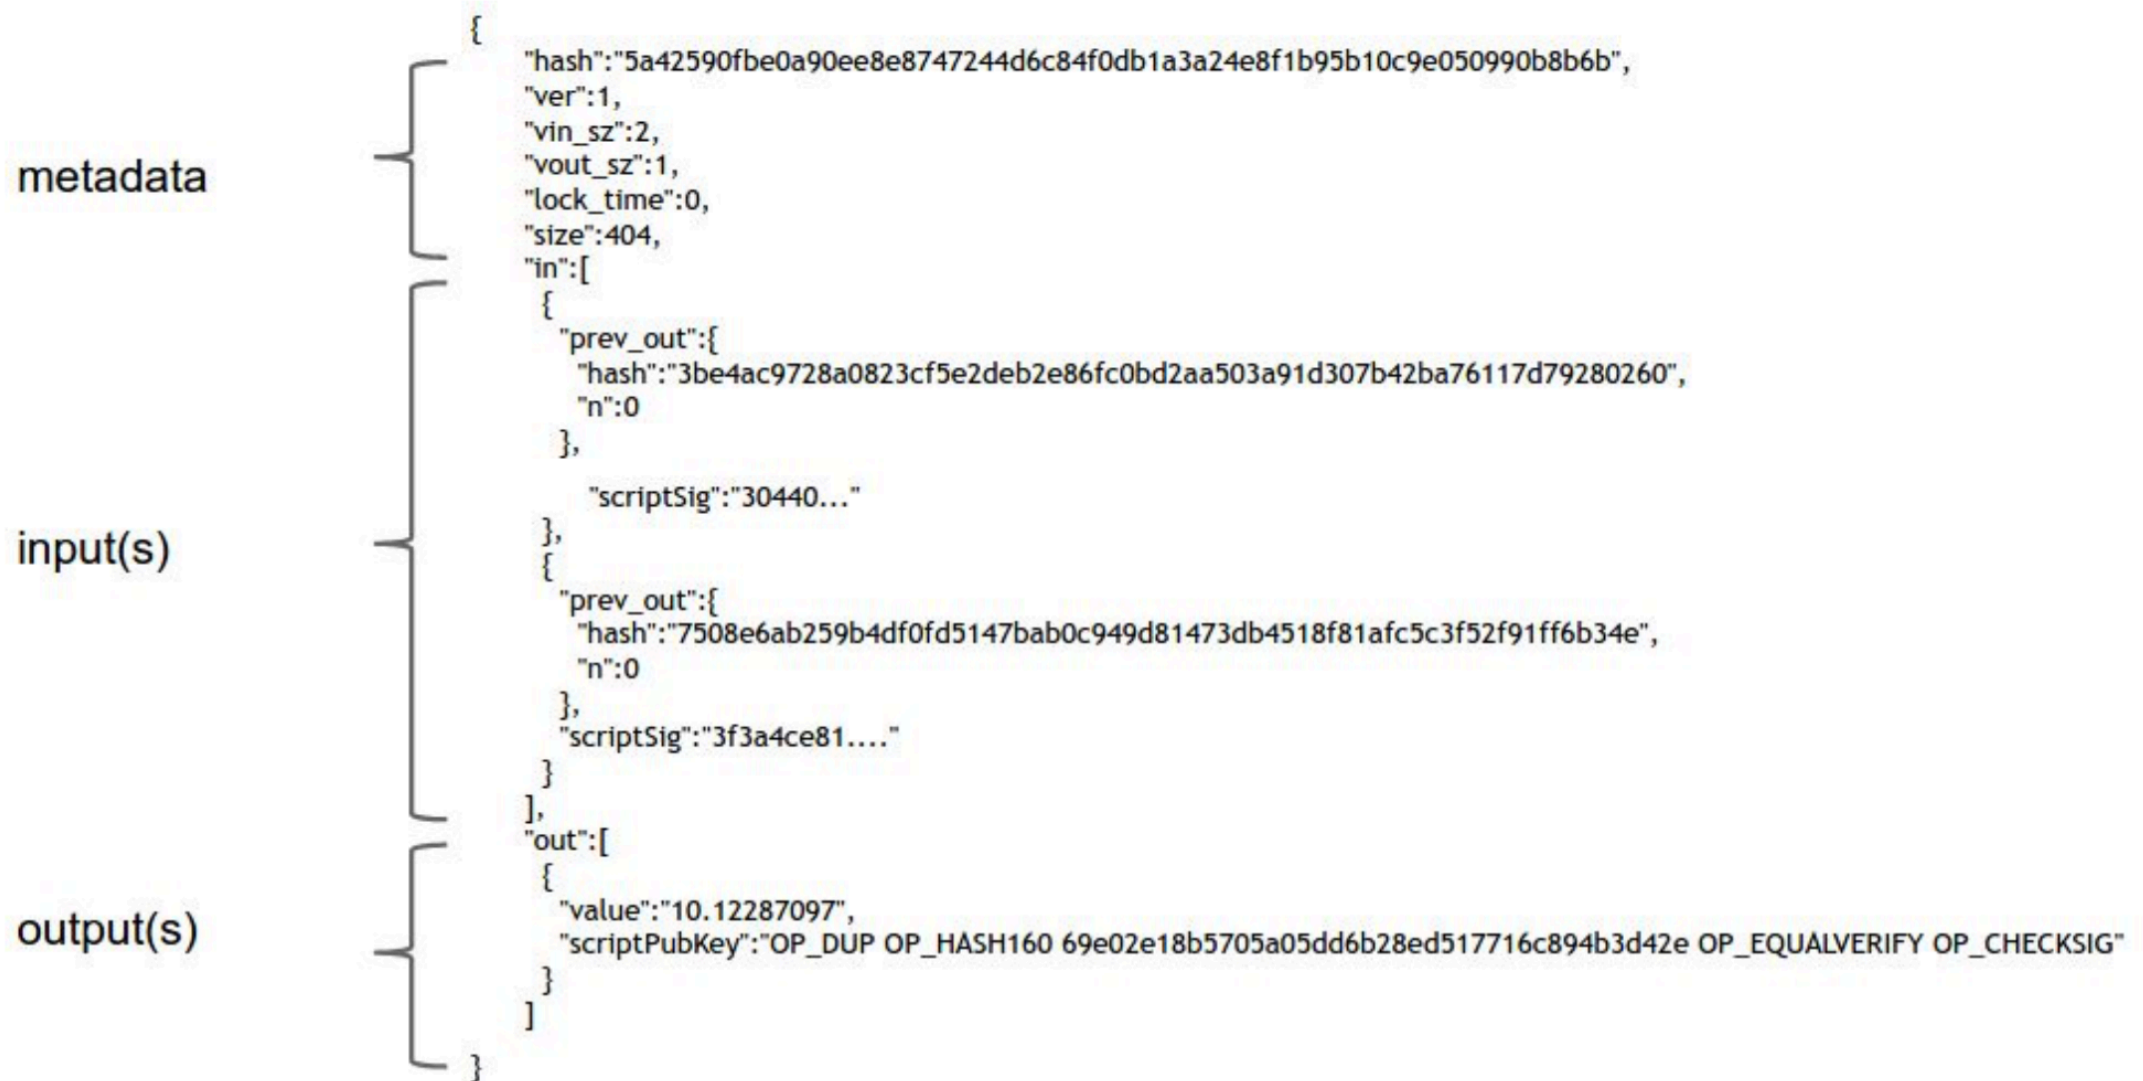 {
"hash":"5a42590fbe0a90ee8e8747244d6c84f0db1a3a24e8f1b95b10c9e050990b8b6b",
"ver":1,
"vin_sz":2,
metadata
"vout_sz":1,
"lock_time":0,
"size":404,
"in":[
{
"prev_out":{
"hash":"3be4ac9728a0823cf5e2deb2e86fc0bd2aa503a91d307b42ba76117d79280260",
"n":0
},
"scriptSig":"30440..."
input(s)
},
{
"prev_out":{
"hash":"7508e6ab259b4df0fd5147bab0c949d81473db4518f81afc5c3f52f91ff6b34e",
"n":0
},
"scriptSig":"3f3a4ce81...."
}
],
"out":[
{
output(s)
"value":"10.12287097",
"scriptPubKey":"OP_DUP OP_HASH160 69e02e18b5705a05dd6b28ed517716c894b3d42e OP_EQUALVERIFY OP_CHECKSIG"
}
]
}